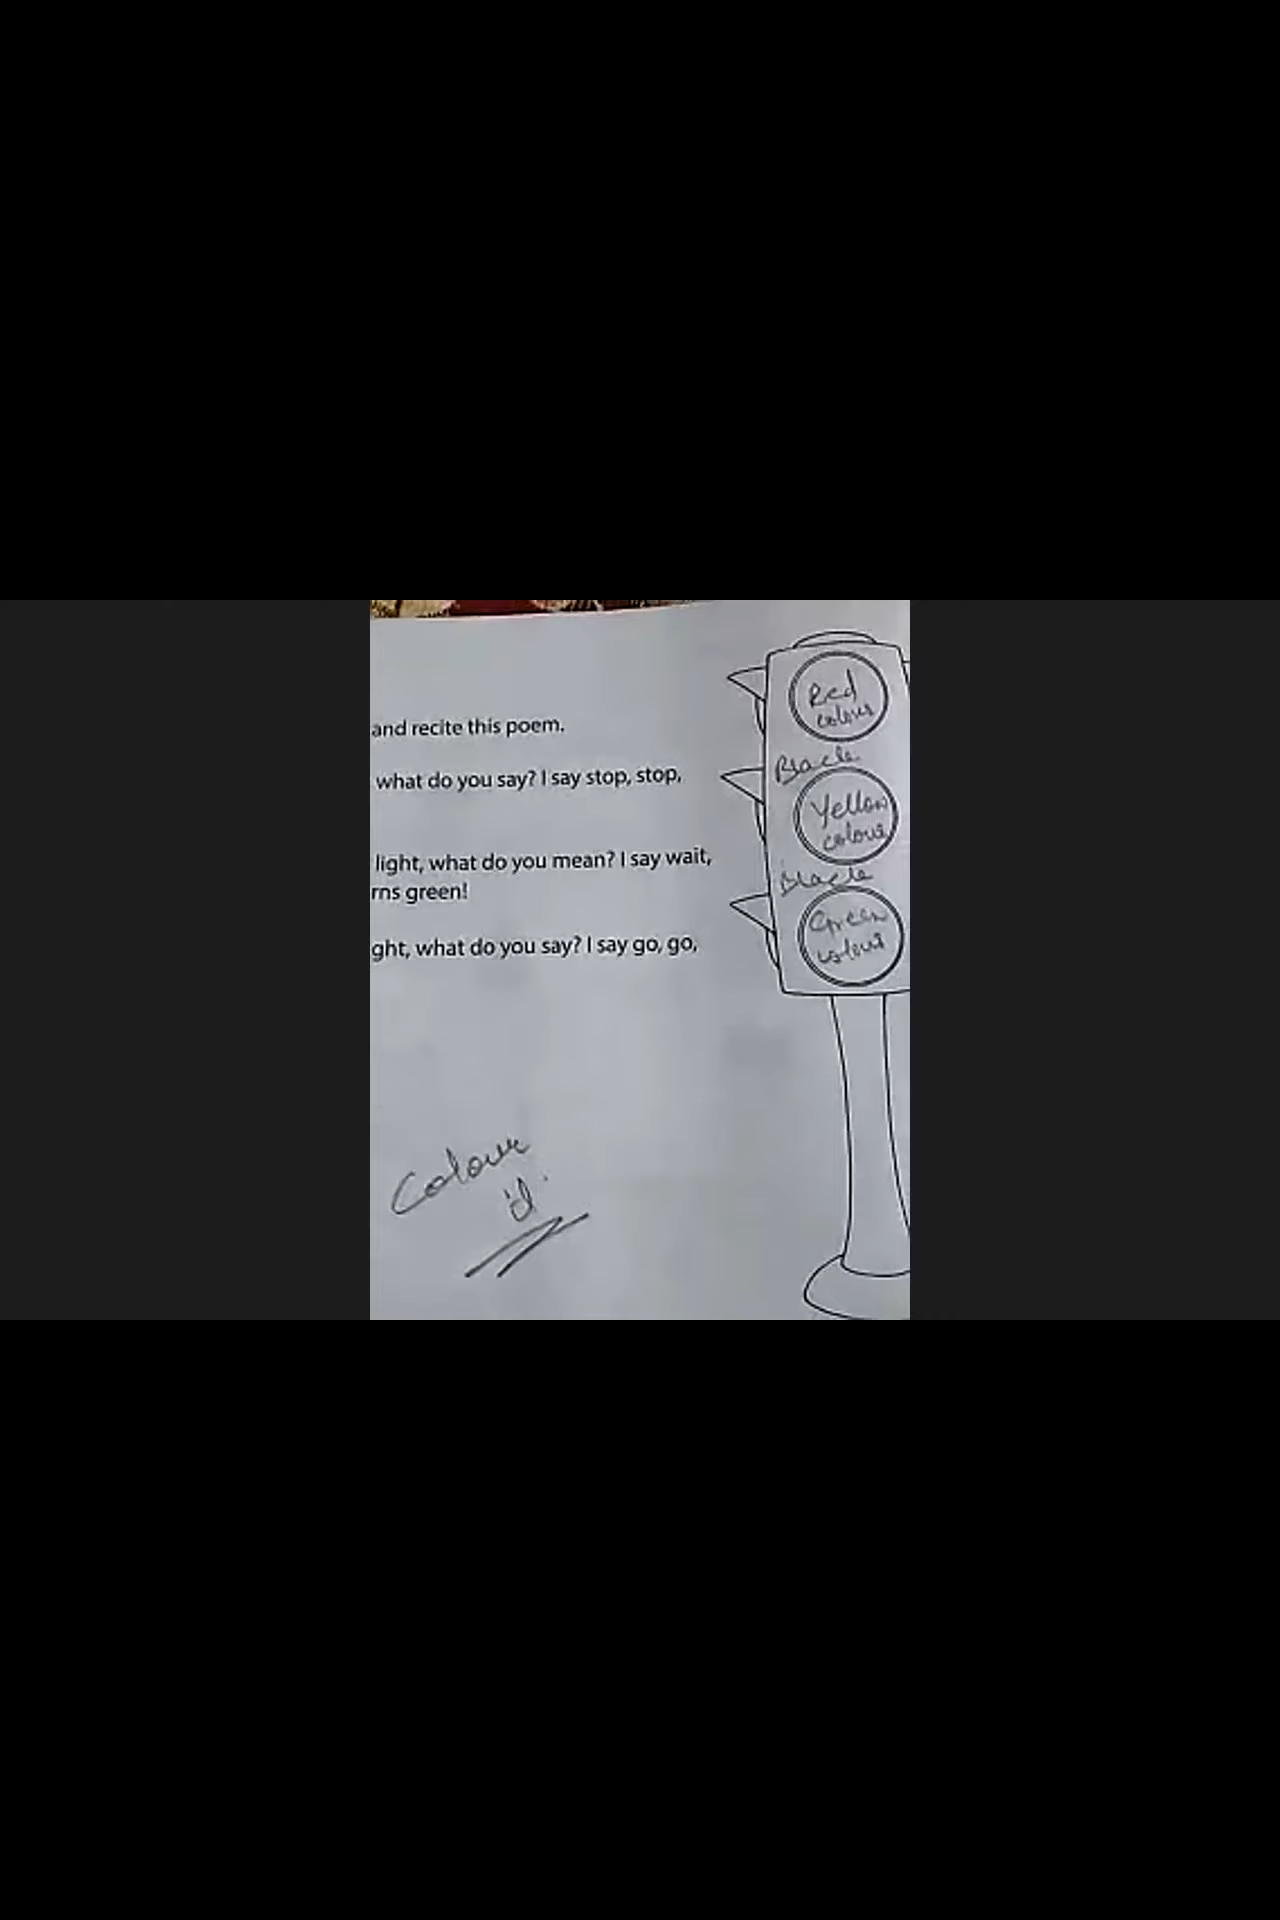 and recite this poem.
what do you say? I say stop, stop,
light, what do you mean? I say wait,
rns green!
ght, what do you say? I say go, go,
Red
colour
Black
Yellow
colour
Black
Green
colour
Colour
it.